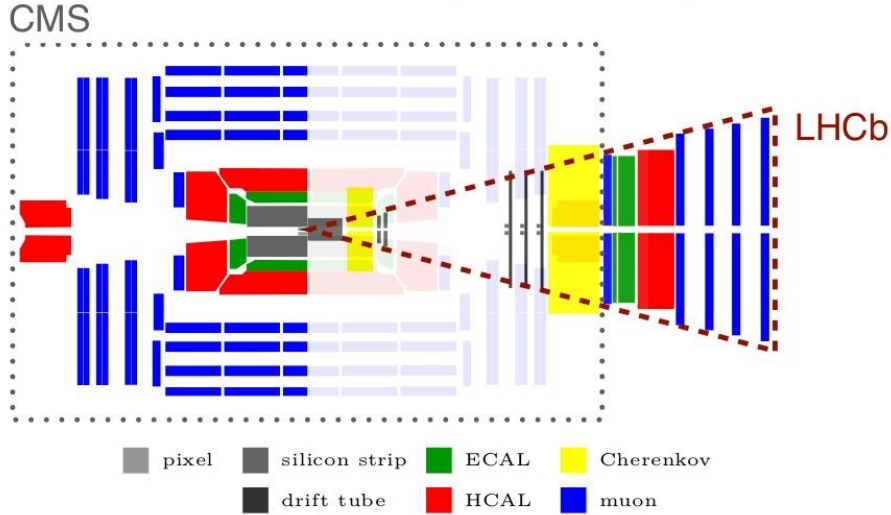 CMS
LHCb
pixel silicon strip ECAL Cherenkov
drift tube HCAL muon